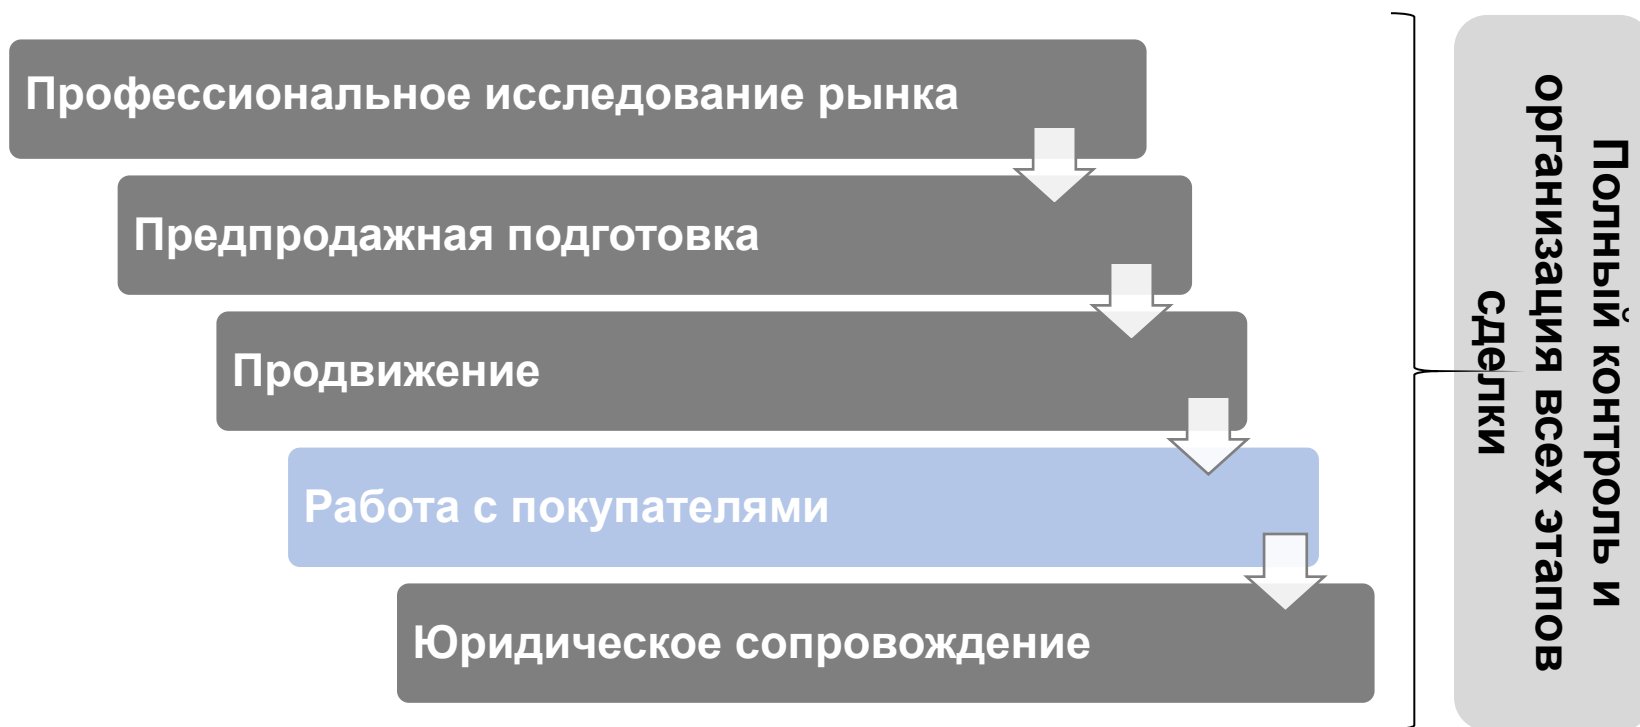 Профессиональное исследование рынка
Предпродажная подготовка
Продвижение
Работа с покупателями
Юридическое сопровождение
Полный контроль и
организация всех этапов
сделки